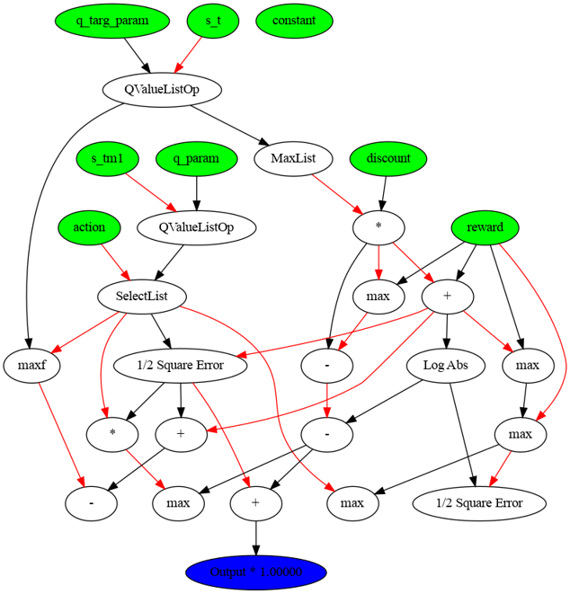 q_targ_param s_t constant
QValueListOp
s_tm1 q_param MaxList discount
action QValueListOp * reward
SelectList max +
maxf 1/2 Square Error - Log Abs max
* + - max
- max + max 1/2 Square Error
Output * 1.00000